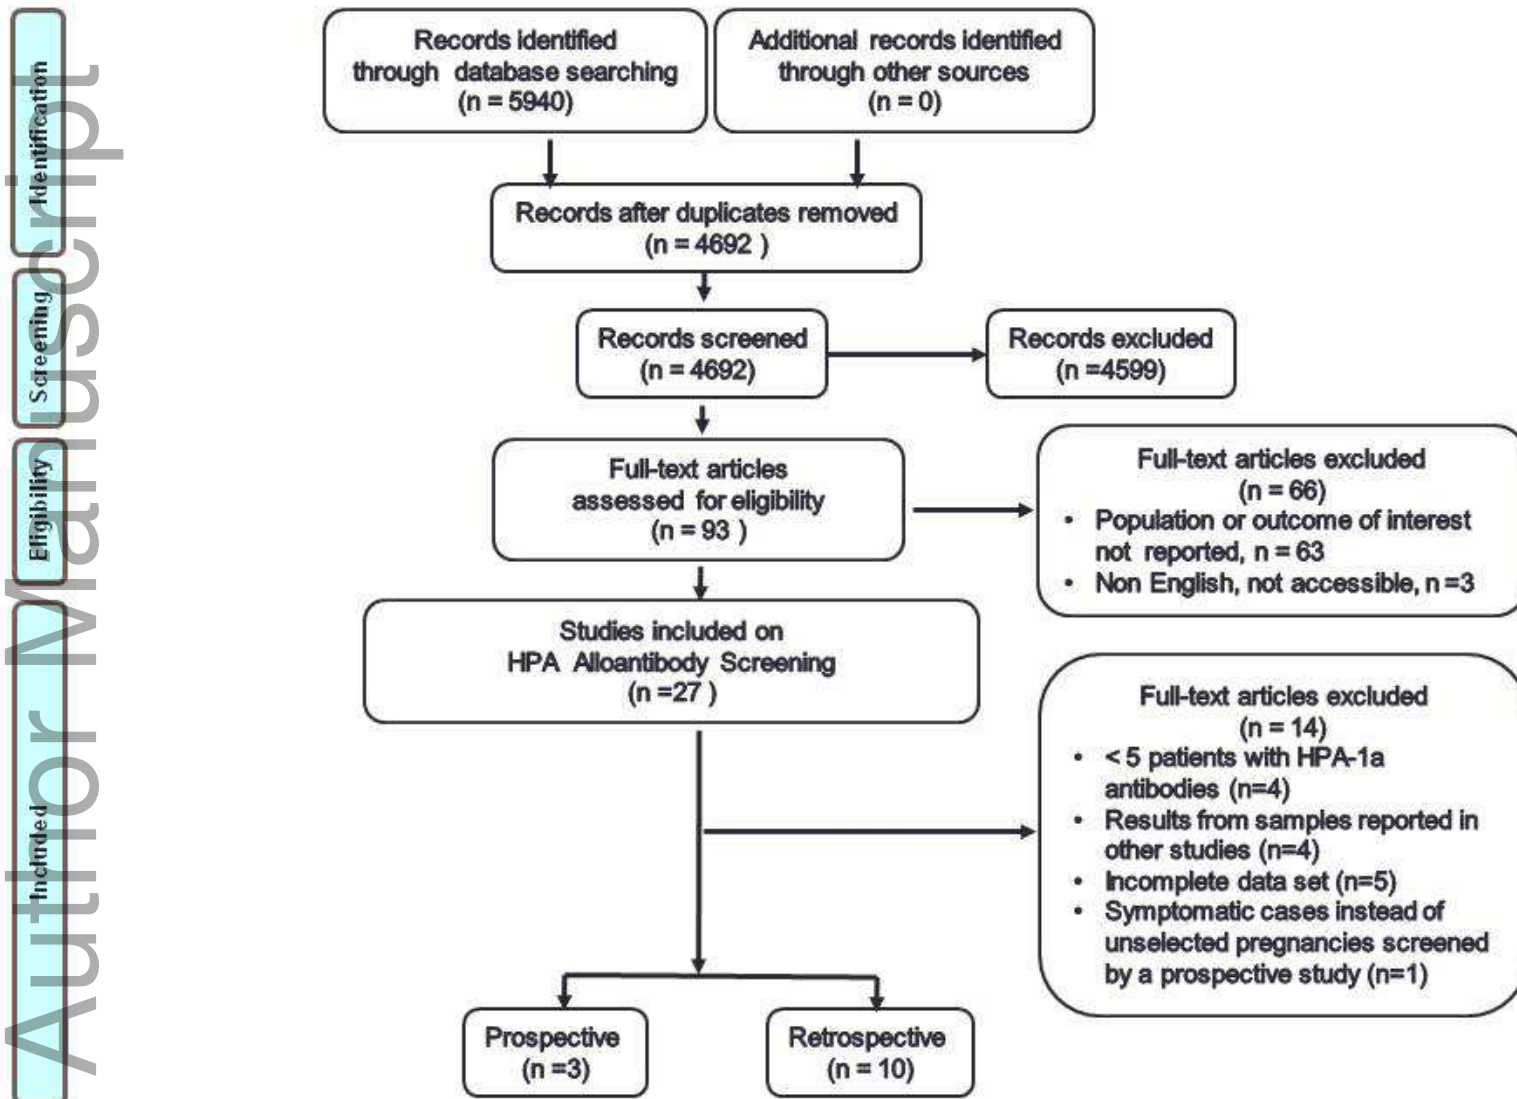 Author Manuscript
Identification
Screening
Eligibility
Included
Records identified
through database searching
(n = 5940)
Additional records identified
through other sources
(n = 0)
Records after duplicates removed
(n = 4692 )
Records screened
(n = 4692)
Records excluded
(n =4599)
Full-text articles
assessed for eligibility
(n = 93 )
Full-text articles excluded
(n = 66)
• Population or outcome of interest
not reported, n = 63
• Non English, not accessible, n =3
Studies included on
HPA Alloantibody Screening
(n =27 )
Full-text articles excluded
(n = 14)
• < 5 patients with HPA-1a
antibodies (n=4)
• Results from samples reported in
other studies (n=4)
• Incomplete data set (n=5)
• Symptomatic cases instead of
unselected pregnancies screened
by a prospective study (n=1)
Prospective
(n =3)
Retrospective
(n = 10)